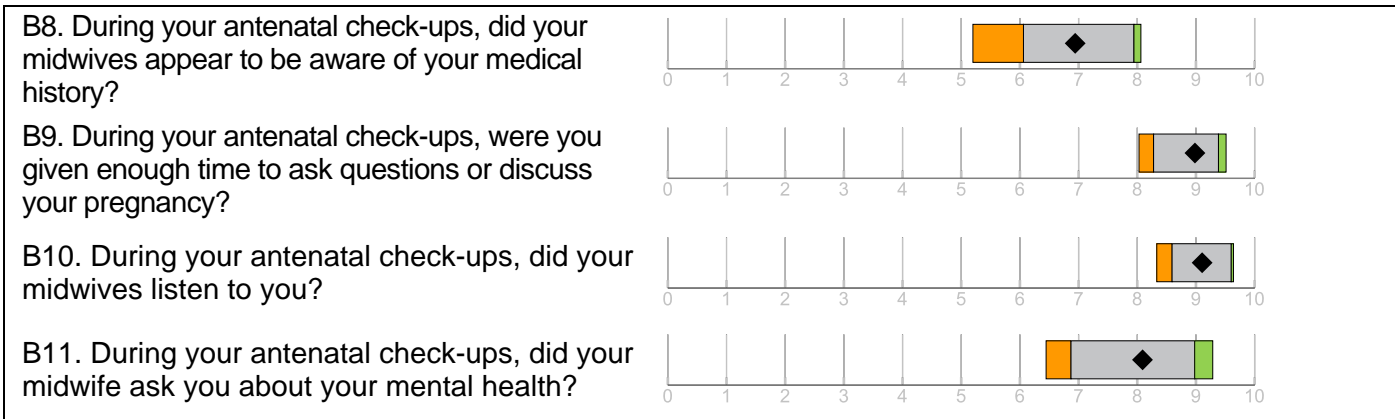 B8. During your antenatal check-ups, did your
midwives appear to be aware of your medical
history?
0 1 2 3 4 5 6 7 8 9 10
B9. During your antenatal check-ups, were you
given enough time to ask questions or discuss
your pregnancy?
0 1 2 3 4 5 6 7 8 9 10
B10. During your antenatal check-ups, did your
midwives listen to you?
0 1 2 3 4 5 6 7 8 9 10
B11. During your antenatal check-ups, did your
midwife ask you about your mental health?
0 1 2 3 4 5 6 7 8 9 10